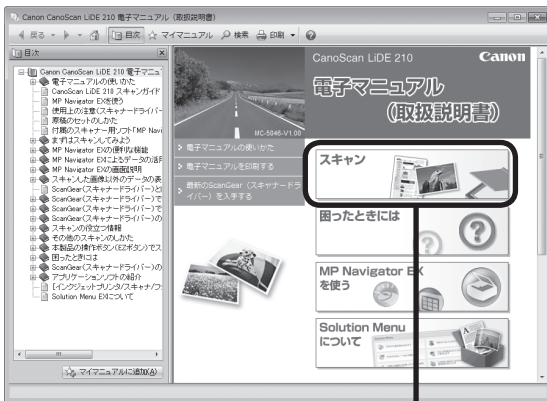 Canon CanoScan LiDE 210 電子マニュアル (取扱説明書)
戻る
目次
マイマニュアル
検索
印刷
目次
Canon CanoScan LiDE 210 電子マニュア
電子マニュアルの使いかた
CanoScan LiDE 210 スキャンガイド
MP Navigator EXを使う
使用上の注意(スキャナードライバー
原稿のセットのしかた
付属のスキャナー用ソフト「MP Navi
まずはスキャンしてみよう
MP Navigator EXの便利な機能
MP Navigator EXによるデータの活用
MP Navigator EXの画面説明
スキャンした画像以外のデータの表
ScanGear(スキャナードライバー)と
ScanGear(スキャナードライバー)で
ScanGear(スキャナードライバー)で
ScanGear(スキャナードライバー)の
スキャンの役立つ情報
その他のスキャンのしかた
本製品の操作ボタン(EZボタン)でス
困ったときには
ScanGear(スキャナードライバー)の
アプリケーションソフトの紹介
[インクジェットプリンタ/スキャナ/ファ
Solution Menu EXについて
マイマニュアルに追加(A)
MC-5046-V1.00
電子マニュアルの使いかた
電子マニュアルを印刷する
最新のScanGear(スキャナードラ
イバー)を入手する
CanoScan LiDE 210
Canon
電子マニュアル
(取扱説明書)
スキャン
困ったときには
MP Navigator EX
を使う
Solution Menu
について